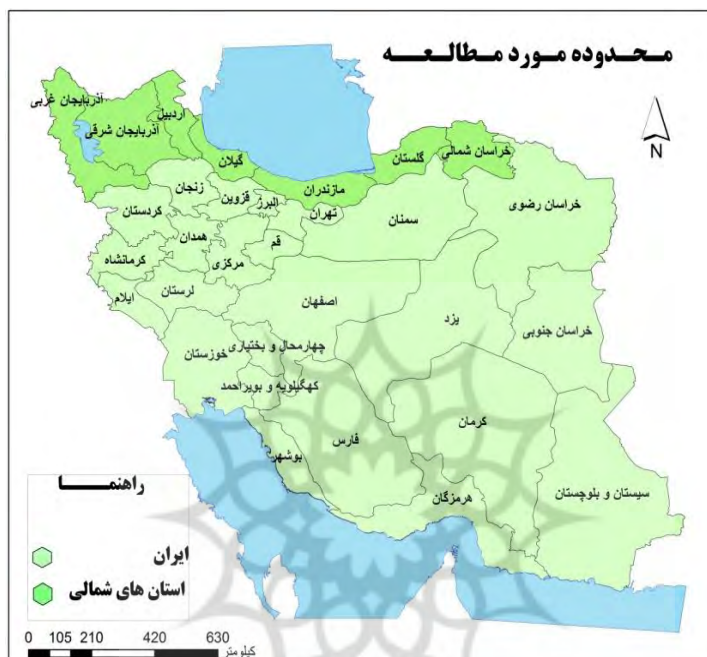 محدوده مورد مطالعه
N
آذربایجان غربی
آذربایجان شرقی
اردبیل
گیلان
مازندران
گلستان
خراسان شمالی
زنجان
قزوین
البرز
تهران
سمنان
خراسان رضوی
کردستان
همدان
قم
مرکزی
کرمانشاه
ایلام
لرستان
اصفهان
یزد
خراسان جنوبی
چهارمحال و بختیاری
خوزستان
کهگیلویه و بویراحمد
کرمان
فارس
بوشهر
هرمزگان
سیستان و بلوچستان
راهنما
ایران
استان های شمالی
0 105 210 420 630
کیلومتر